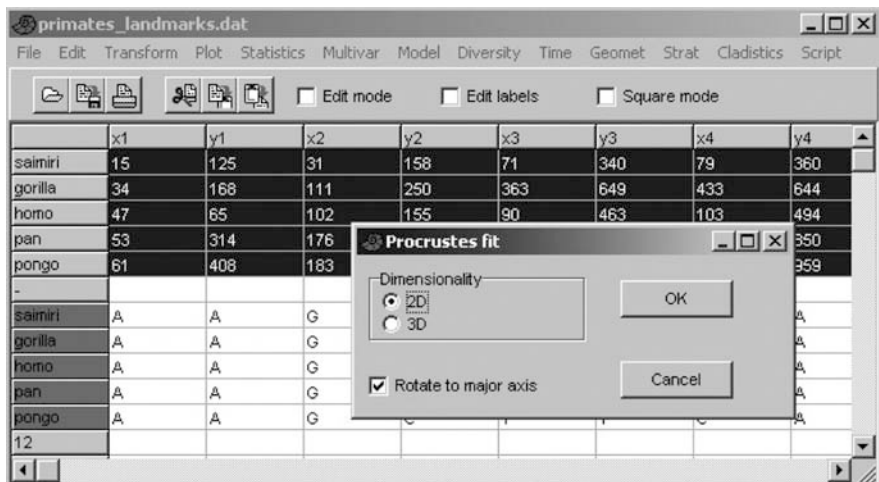 primates_landmarks.dat
File Edit Transform Plot Statistics Multivar Model Diversity Time Geomet Strat Cladistics Script
Edit mode Edit labels Square mode
x1 y1 x2 y2 x3 y3 x4 y4
saimiri 15 125 31 158 71 340 79 360
gorilla 34 168 111 250 363 649 433 644
homo 47 65 102 155 90 463 103 494
pan 53 314 176
pongo 61 408 183
-
saimiri A A G A
gorilla A A G A
homo A A G A
pan A A G A
pongo A A G A
12
Procrustes fit
Dimensionality
2D
3D
OK
Rotate to major axis
Cancel